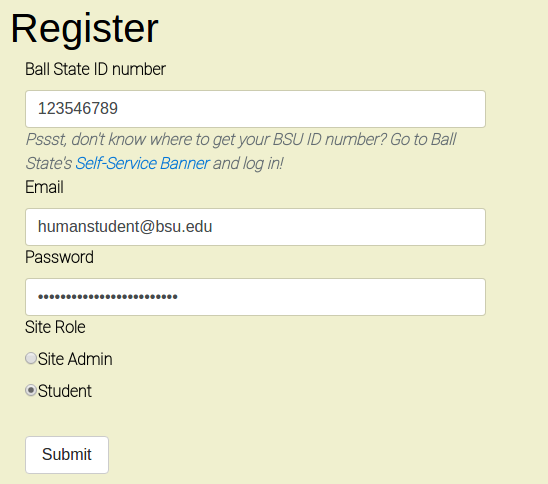 Register
Ball State ID number
123546789
Pssst, don't know where to get your BSU ID number? Go to Ball
State's Self-Service Banner and log in!
Email
humanstudent@bsu.edu
Password
•••••••••••••••••••••••••
Site Role
Site Admin
Student
Submit